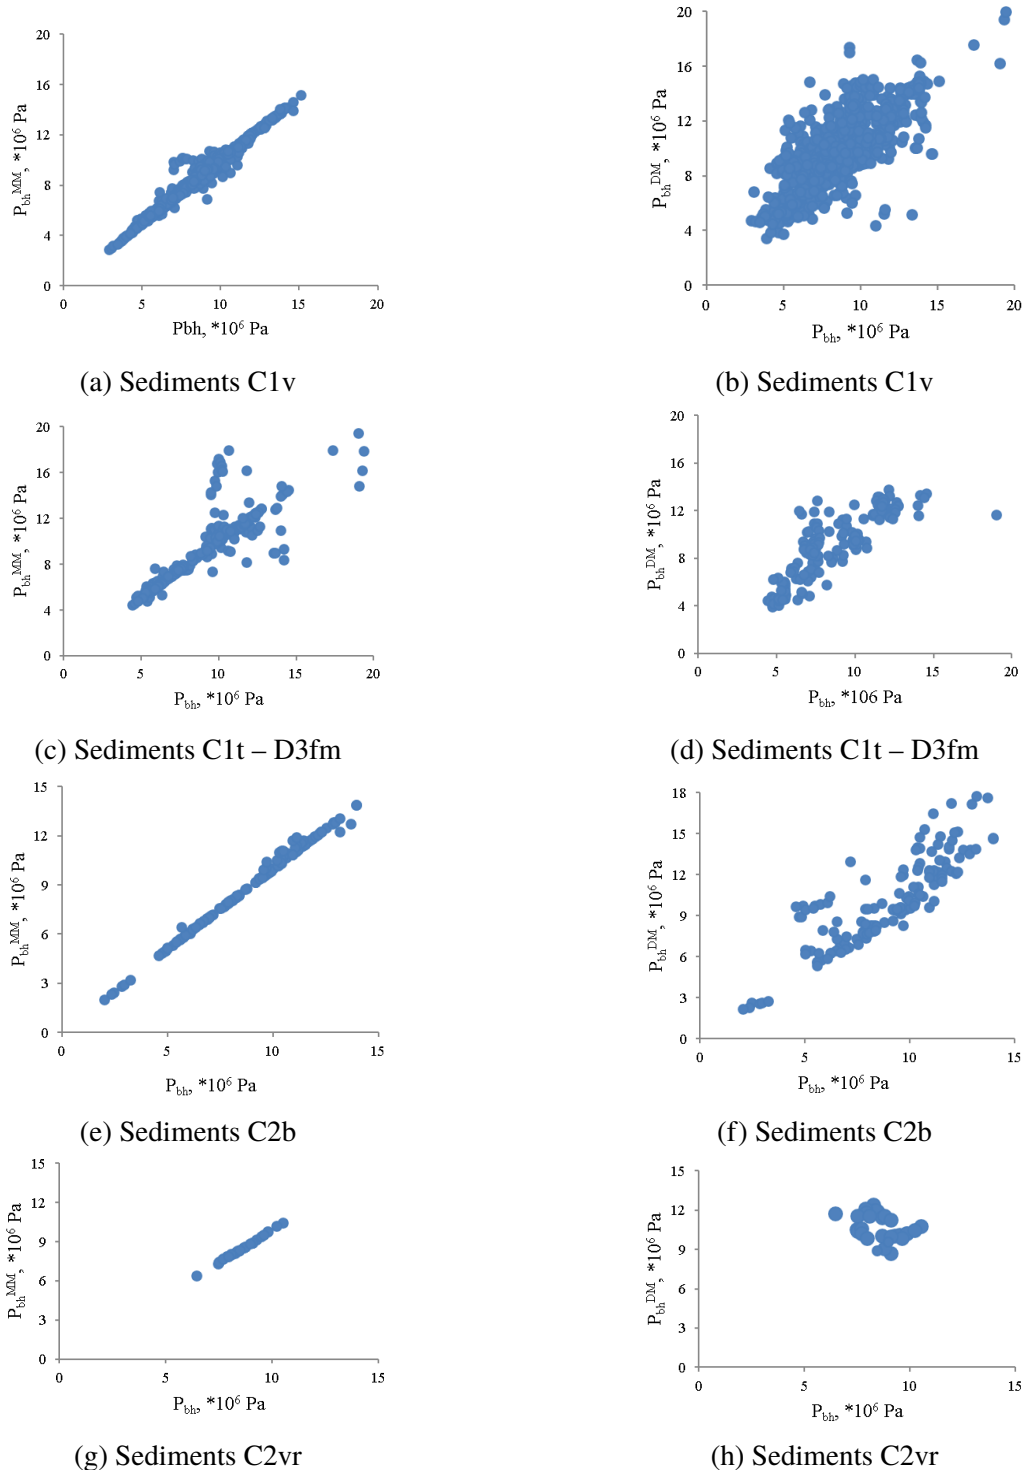 20
16
12
8
4
0
0 5 10 15 20
P_bh^MM, *10^6 Pa
Pbh, *10^6 Pa
(a) Sediments C1v
20
16
12
8
4
0
0 5 10 15 20
P_bh^DM, *10^6 Pa
P_bh, *10^6 Pa
(b) Sediments C1v
20
16
12
8
4
0
0 5 10 15 20
P_bh^MM, *10^6 Pa
P_bh, *10^6 Pa
(c) Sediments C1t – D3fm
20
16
12
8
4
0
0 5 10 15 20
P_bh^DM, *10^6 Pa
P_bh, *106 Pa
(d) Sediments C1t – D3fm
15
12
9
6
3
0
0 5 10 15
P_bh^MM, *10^6 Pa
P_bh, *10^6 Pa
(e) Sediments C2b
18
15
12
9
6
3
0
0 5 10 15
P_bh^DM, *10^6 Pa
P_bh, *10^6 Pa
(f) Sediments C2b
15
12
9
6
3
0
0 5 10 15
P_bh^MM, *10^6 Pa
P_bh, *10^6 Pa
(g) Sediments C2vr
15
12
9
6
3
0
0 5 10 15
P_bh^DM, *10^6 Pa
P_bh, *10^6 Pa
(h) Sediments C2vr